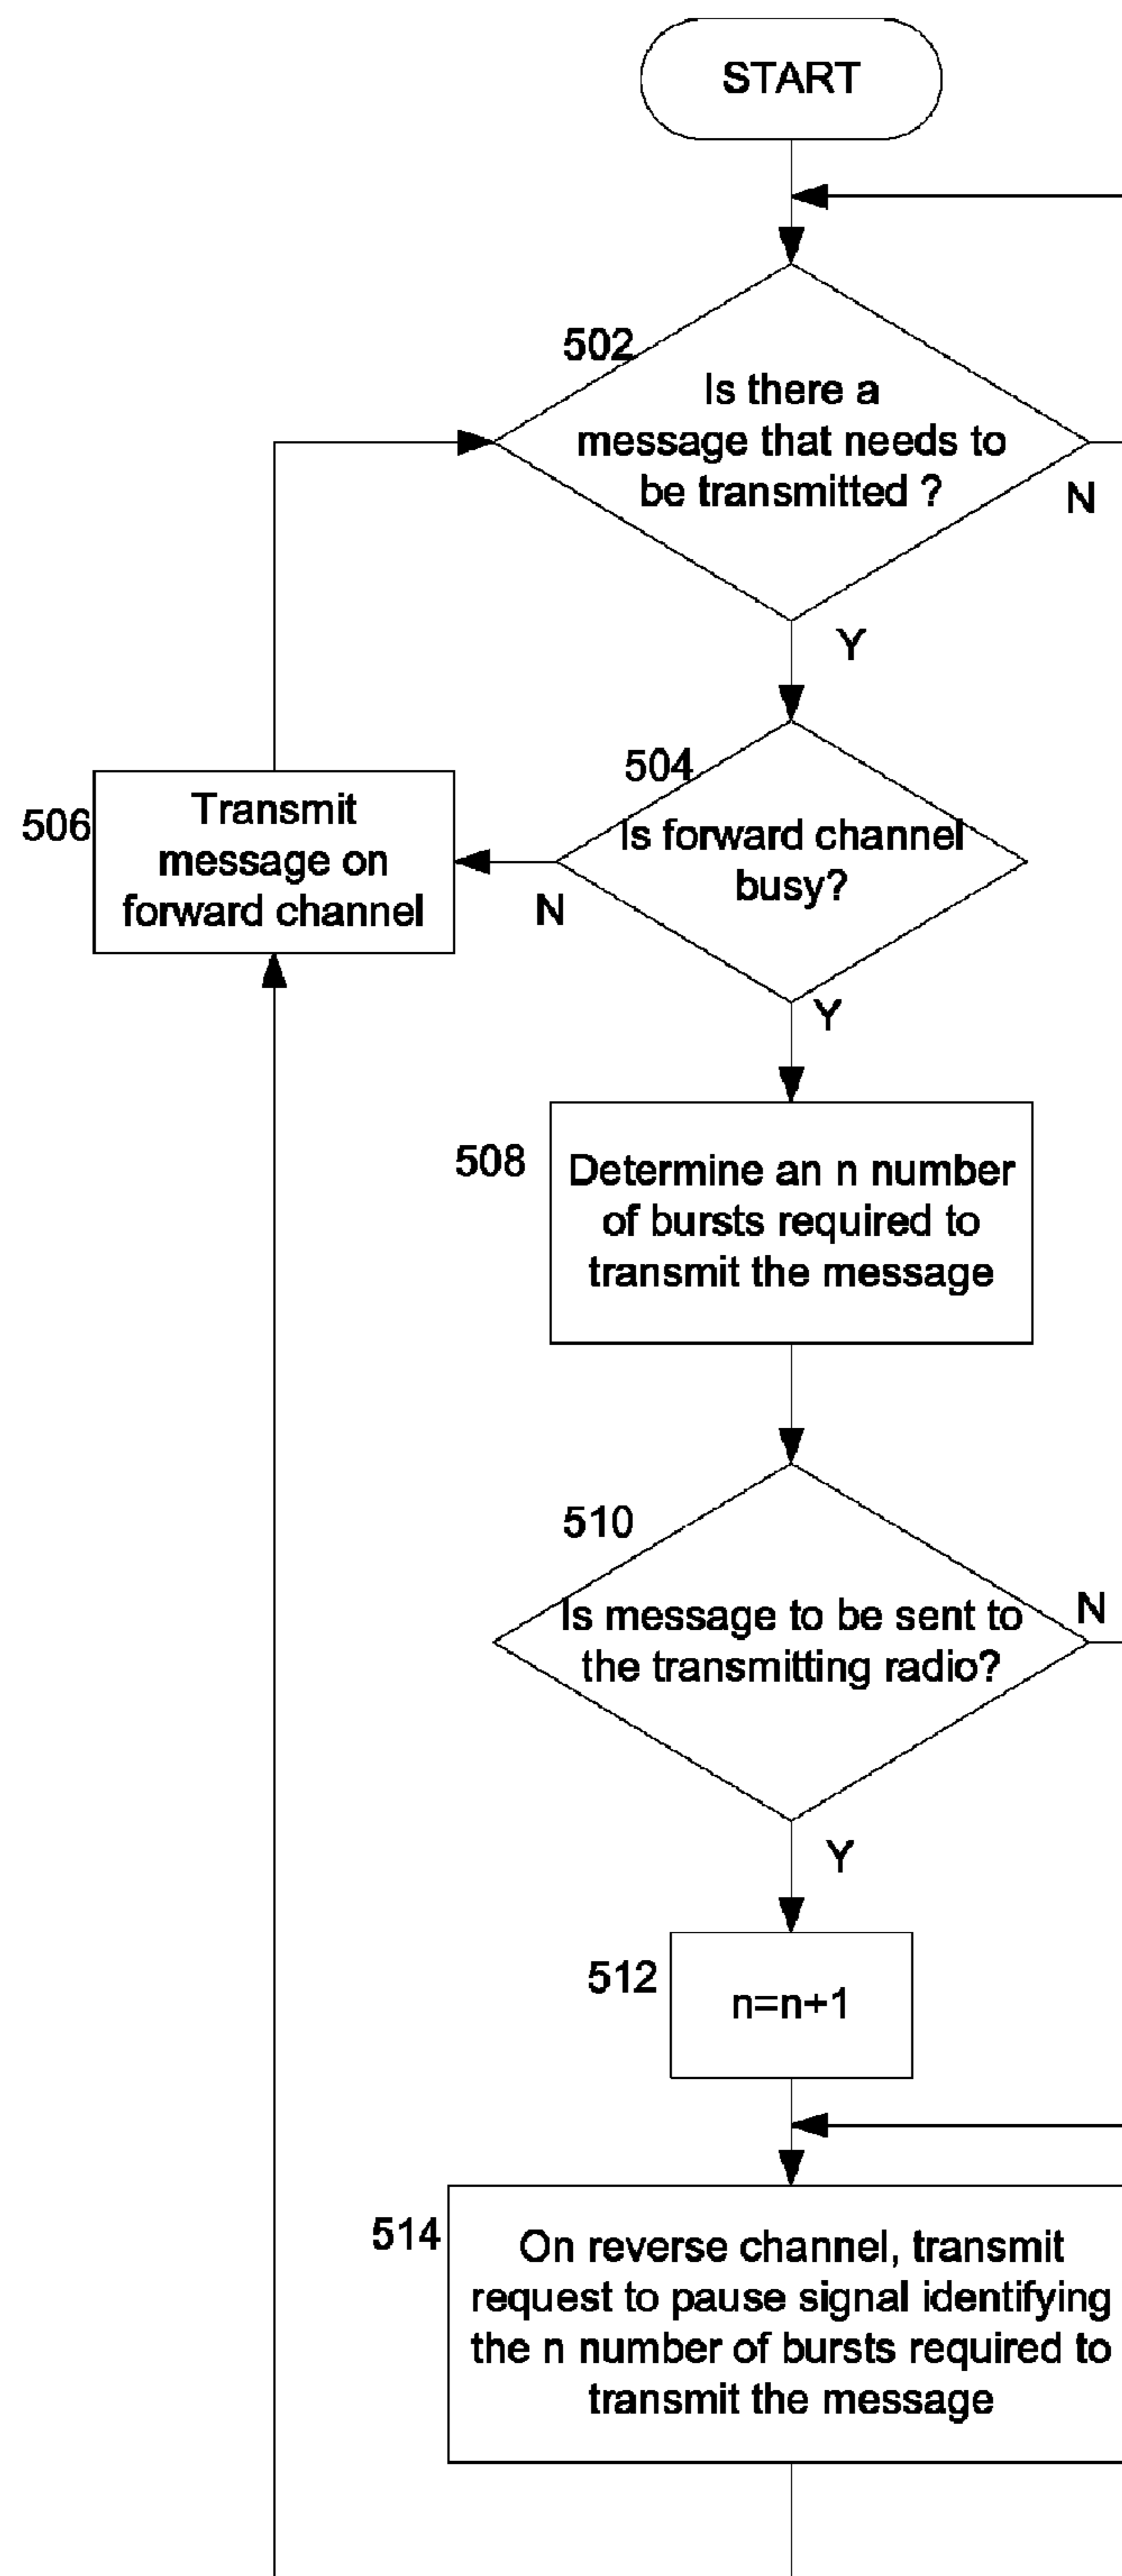 START
502
Is there a
message that needs to
be transmitted ?
N
Y
504
Is forward channel
busy?
N
Y
506
Transmit
message on
forward channel
508
Determine an n number
of bursts required to
transmit the message
510
Is message to be sent to
the transmitting radio?
N
Y
512
n=n+1
514
On reverse channel, transmit
request to pause signal identifying
the n number of bursts required to
transmit the message